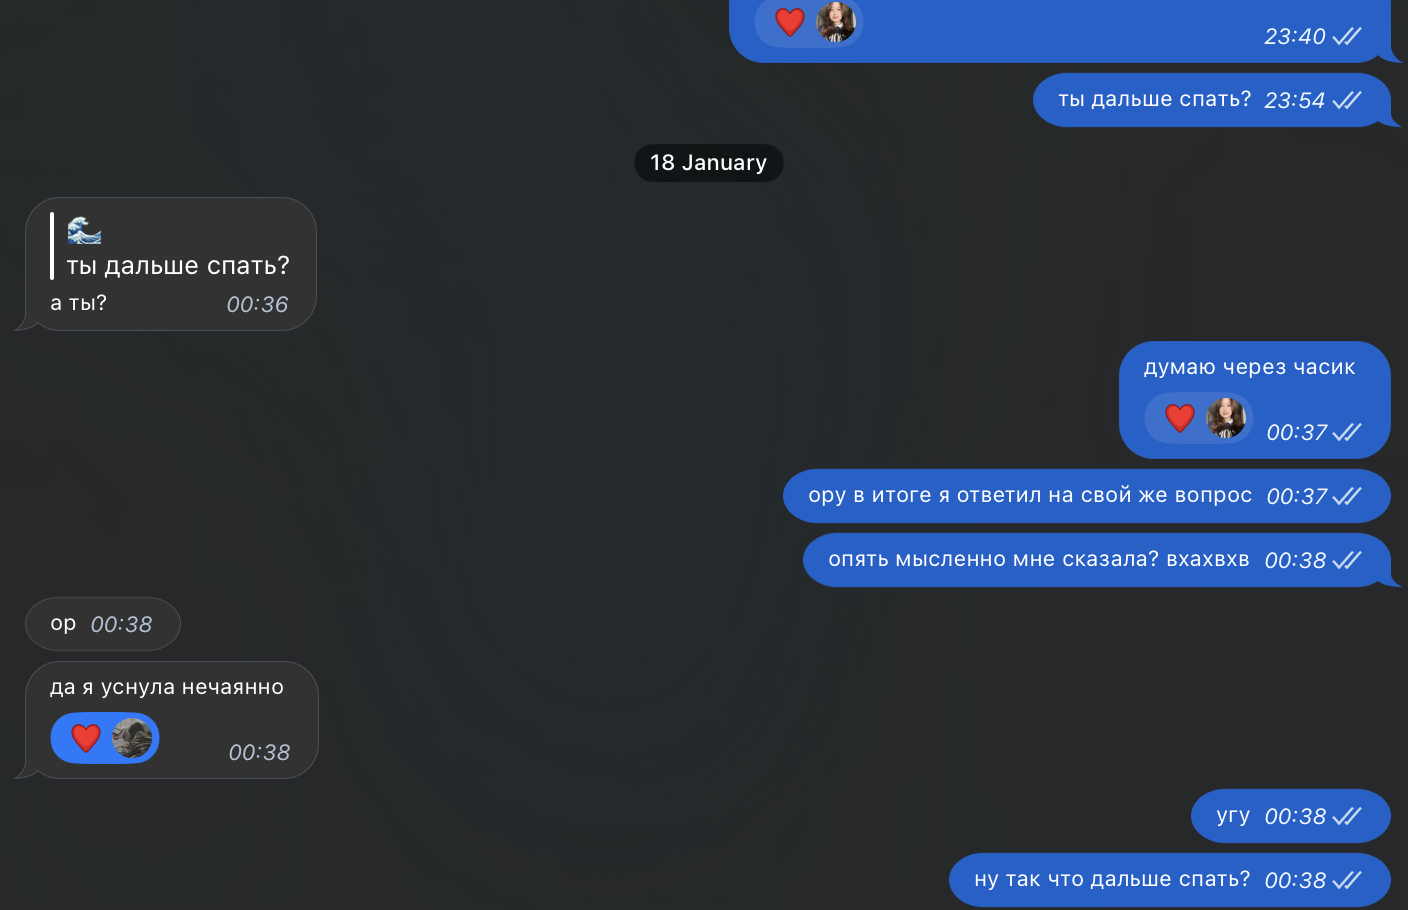 23:40
ты дальше спать? 23:54
18 January
🌊
ты дальше спать?
а ты? 00:36
думаю через часик
00:37
ору в итоге я ответил на свой же вопрос 00:37
опять мысленно мне сказала? вхахвхв 00:38
ор 00:38
да я уснула нечаянно
00:38
угу 00:38
ну так что дальше спать? 00:38